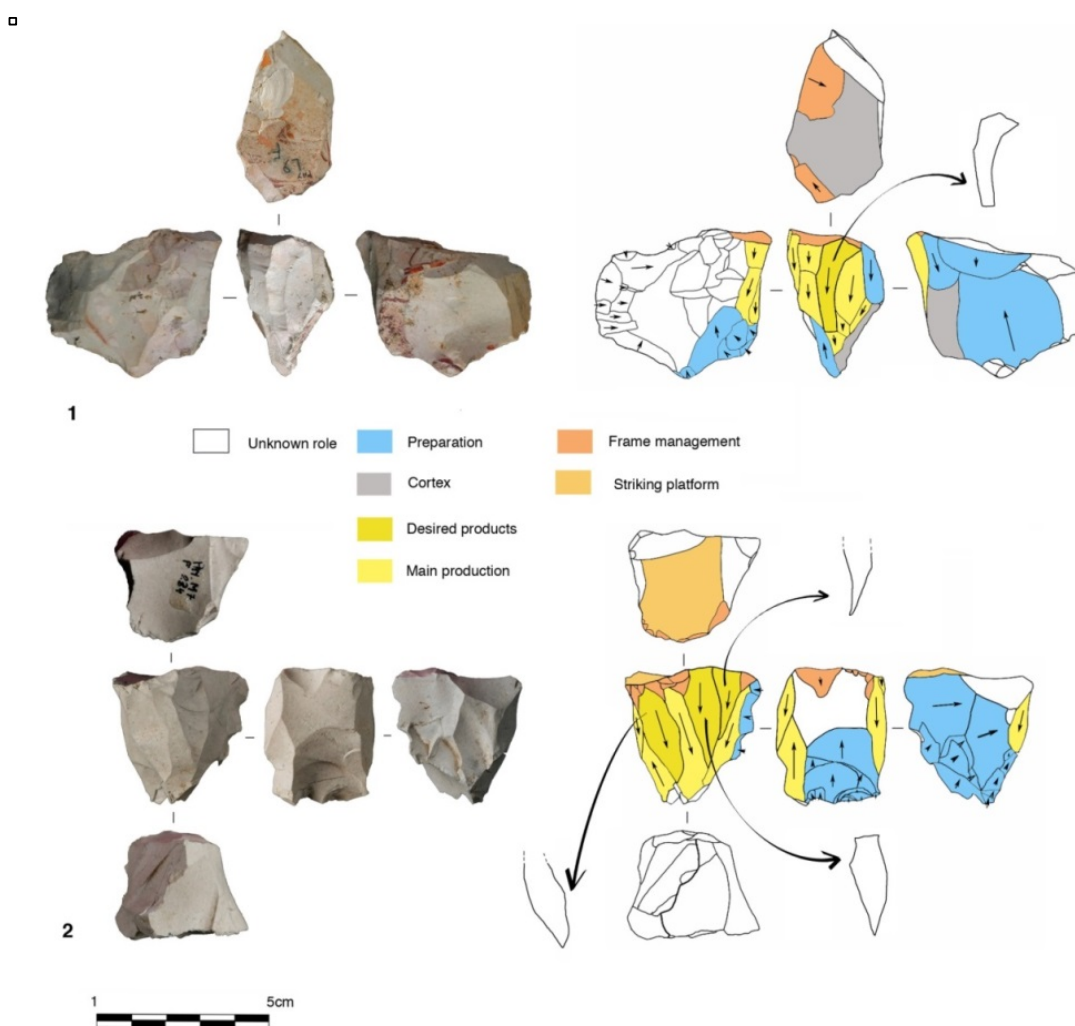 1
Unknown role
Preparation
Frame management
Cortex
Striking platform
Desired products
Main production
2
1 5cm